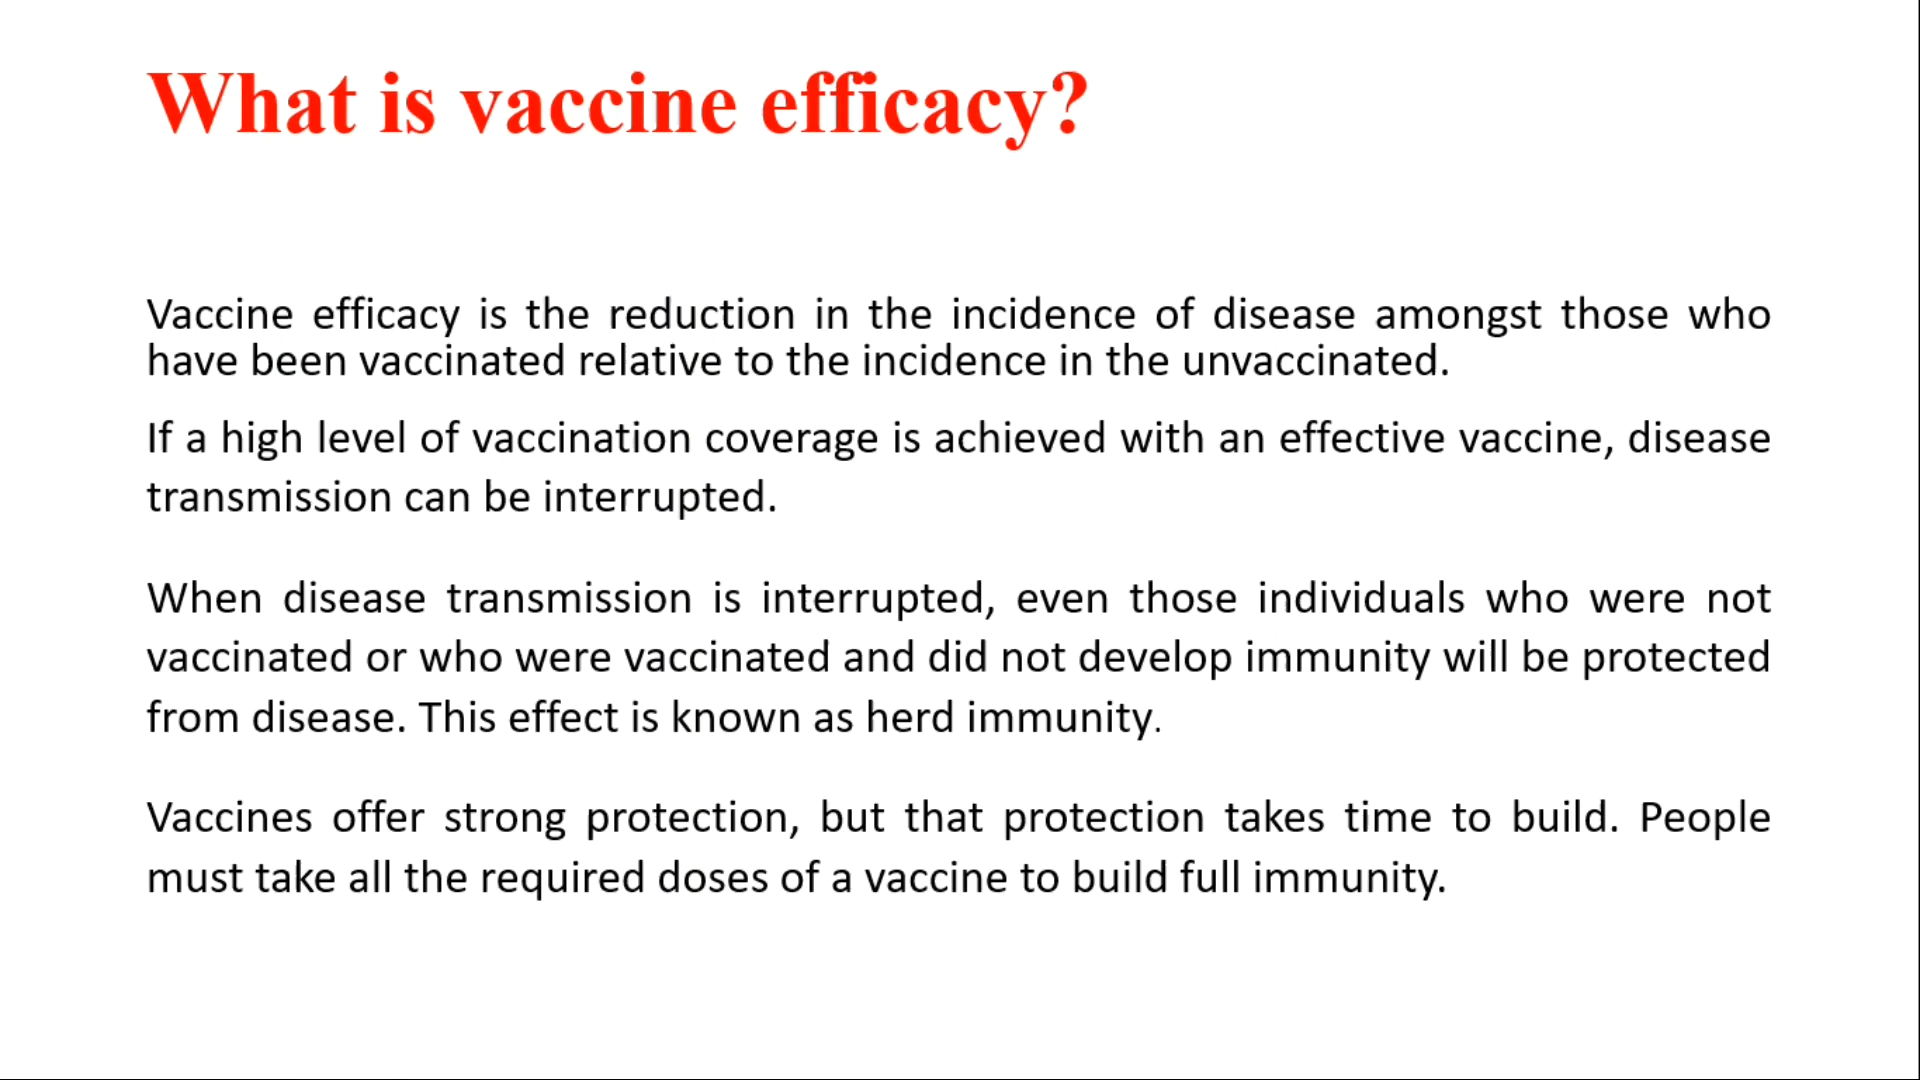 What is vaccine efficacy?
Vaccine efficacy is the reduction in the incidence of disease amongst those who
have been vaccinated relative to the incidence in the unvaccinated.
If a high level of vaccination coverage is achieved with an effective vaccine, disease
transmission can be interrupted.
When disease transmission is interrupted, even those individuals who were not
vaccinated or who were vaccinated and did not develop immunity will be protected
from disease. This effect is known as herd immunity.
Vaccines offer strong protection, but that protection takes time to build. People
must take all the required doses of a vaccine to build full immunity.